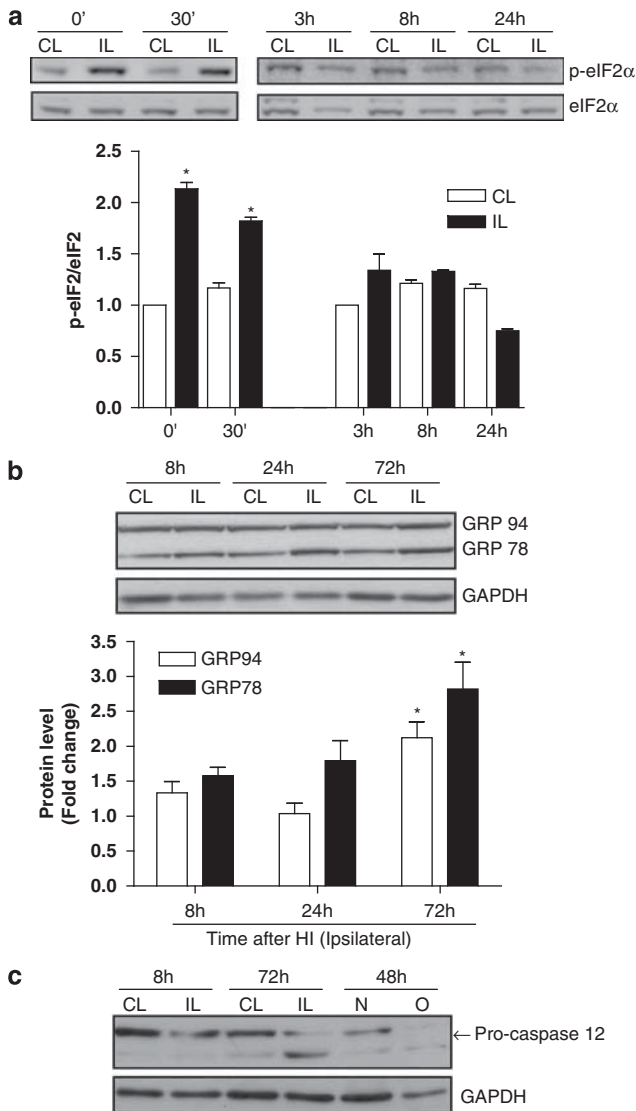 a
0' 30' 3h 8h 24h
CL IL CL IL CL IL CL IL CL IL
p-eIF2α
eIF2α
2.5
2.0
1.5
1.0
0.5
0.0
p-eIF2/eIF2
* *
CL
IL
0' 30' 3h 8h 24h
b
8h 24h 72h
CL IL CL IL CL IL
GRP 94
GRP 78
GAPDH
3.5
3.0
2.5
2.0
1.5
1.0
0.5
0.0
Protein level
(Fold change)
GRP94
GRP78
* *
8h 24h 72h
Time after HI (Ipsilateral)
c
8h 72h 48h
CL IL CL IL N O
← Pro-caspase 12
GAPDH